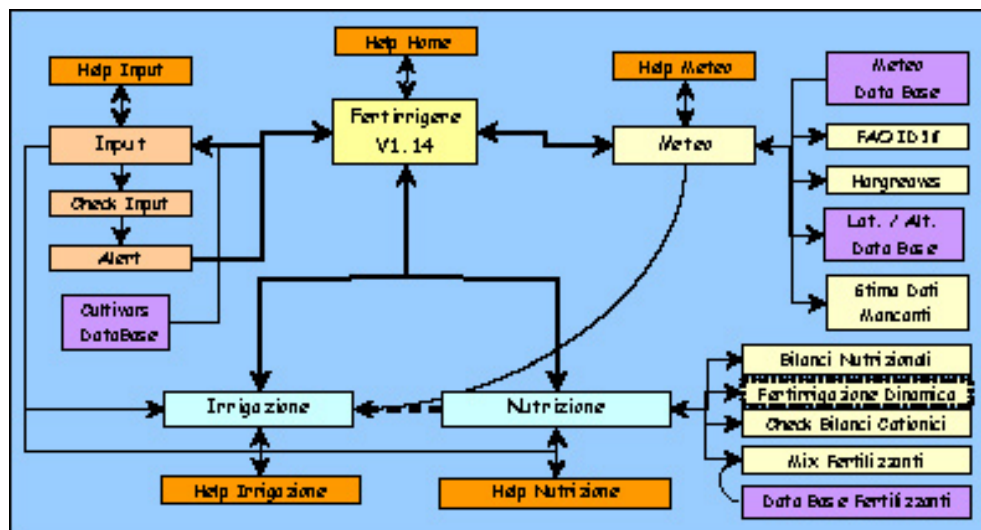 Help Home
Help Input
Help Meteo
Meteo
Data Base
Fertirrigere
V1.14
Input
Meteo
FAO ID56
Hargreaves
Check Input
Lat. / Alt.
Data Base
Alert
Cultivars
DataBase
Stima Dati
Mancanti
Bilanci Nutrizionali
Fertirrigazione Dinamica
Irrigazione
Nutrizione
Check Bilanci Cationici
Mix Fertilizzanti
Help Irrigazione
Help Nutrizione
Data Base Fertilizzanti